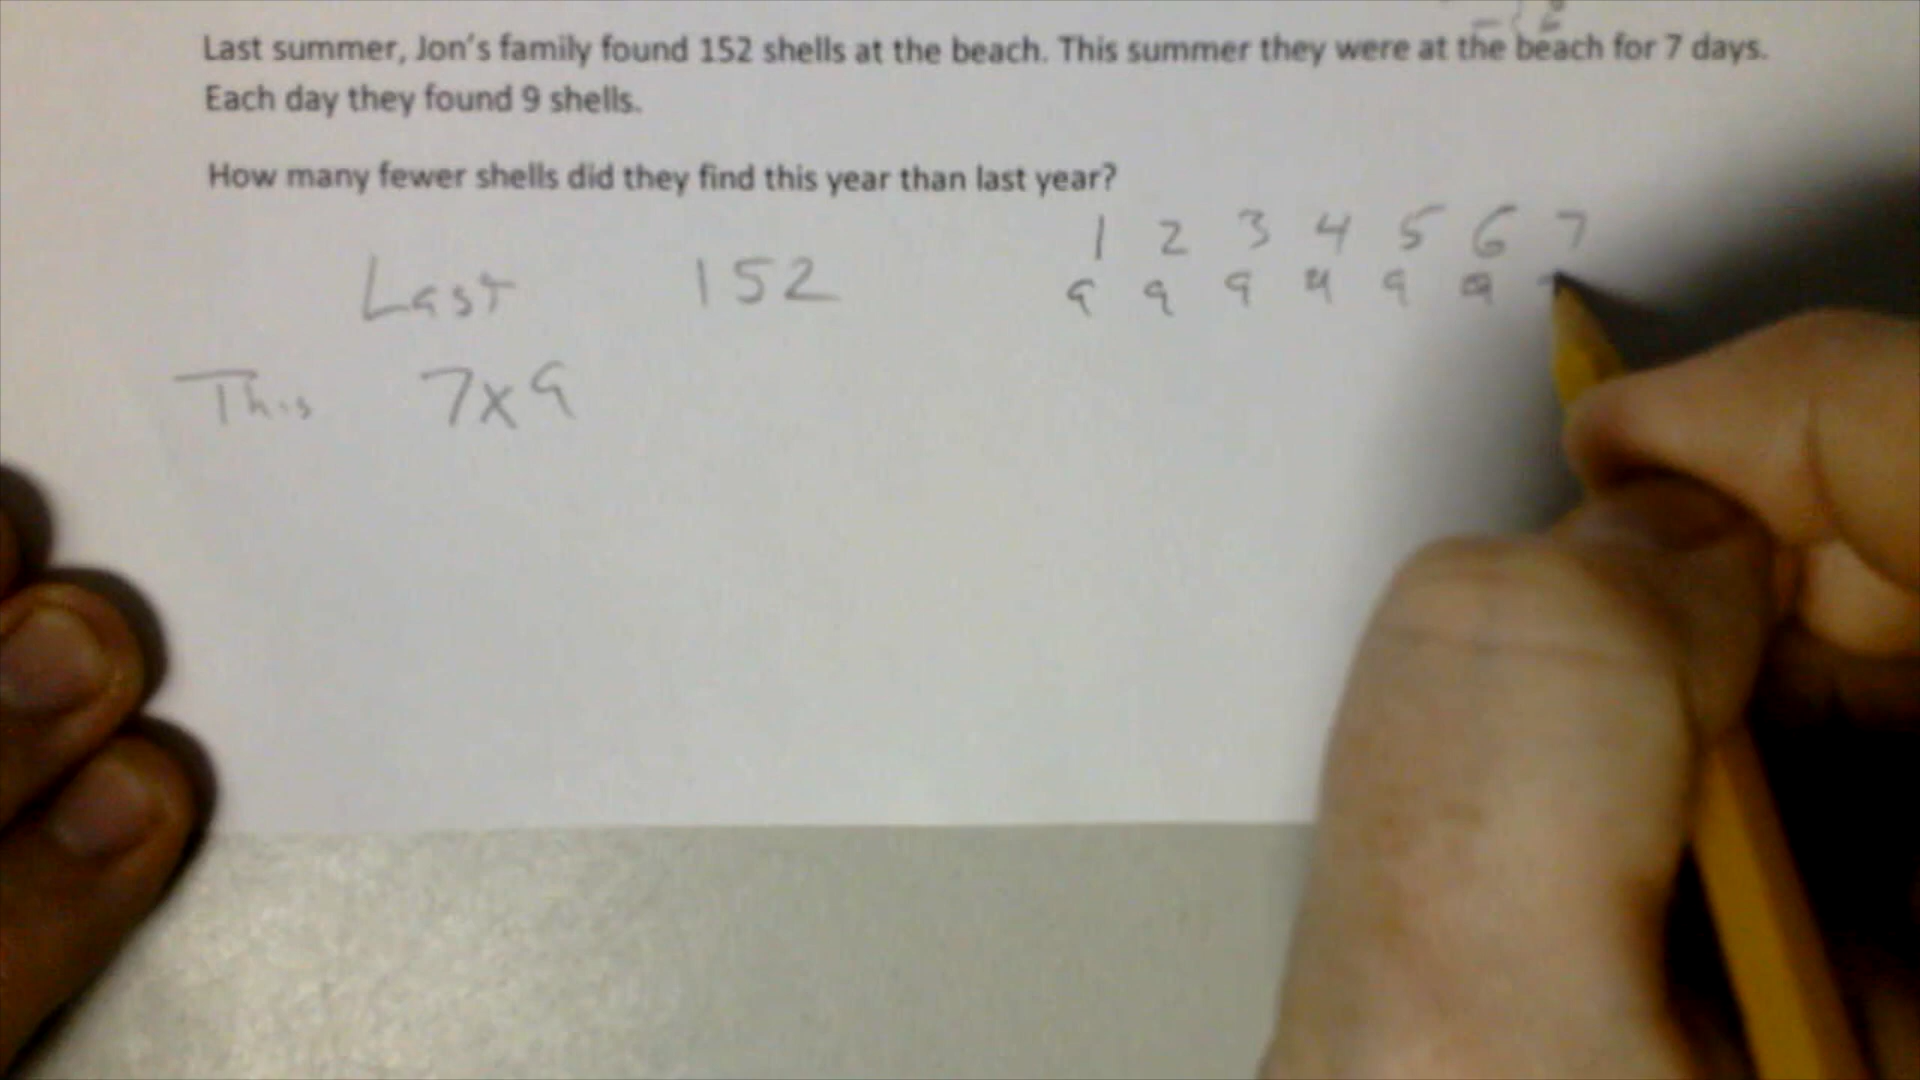 Last summer, Jon's family found 152 shells at the beach. This summer they were at the beach for 7 days.
Each day they found 9 shells.
How many fewer shells did they find this year than last year?
1 2 3 4 5 6 7
9 9 9 9 9 9
Last 152
This 7x9